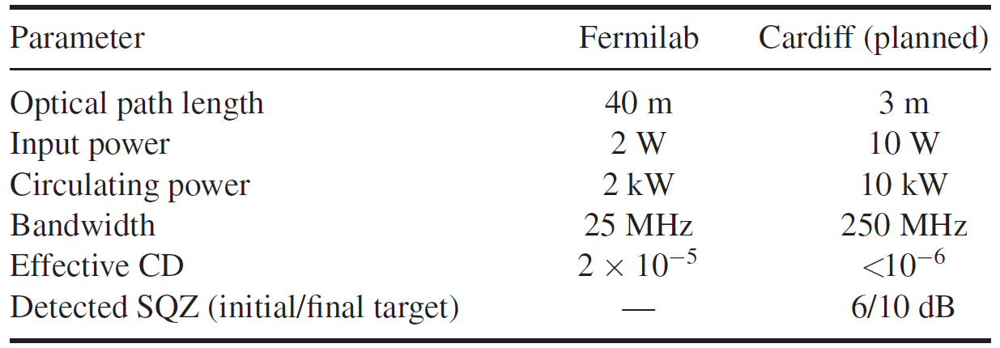 Parameter Fermilab Cardiff (planned)
Optical path length 40 m 3 m
Input power 2 W 10 W
Circulating power 2 kW 10 kW
Bandwidth 25 MHz 250 MHz
Effective CD 2 × 10⁻⁵ <10⁻⁶
Detected SQZ (initial/final target) — 6/10 dB